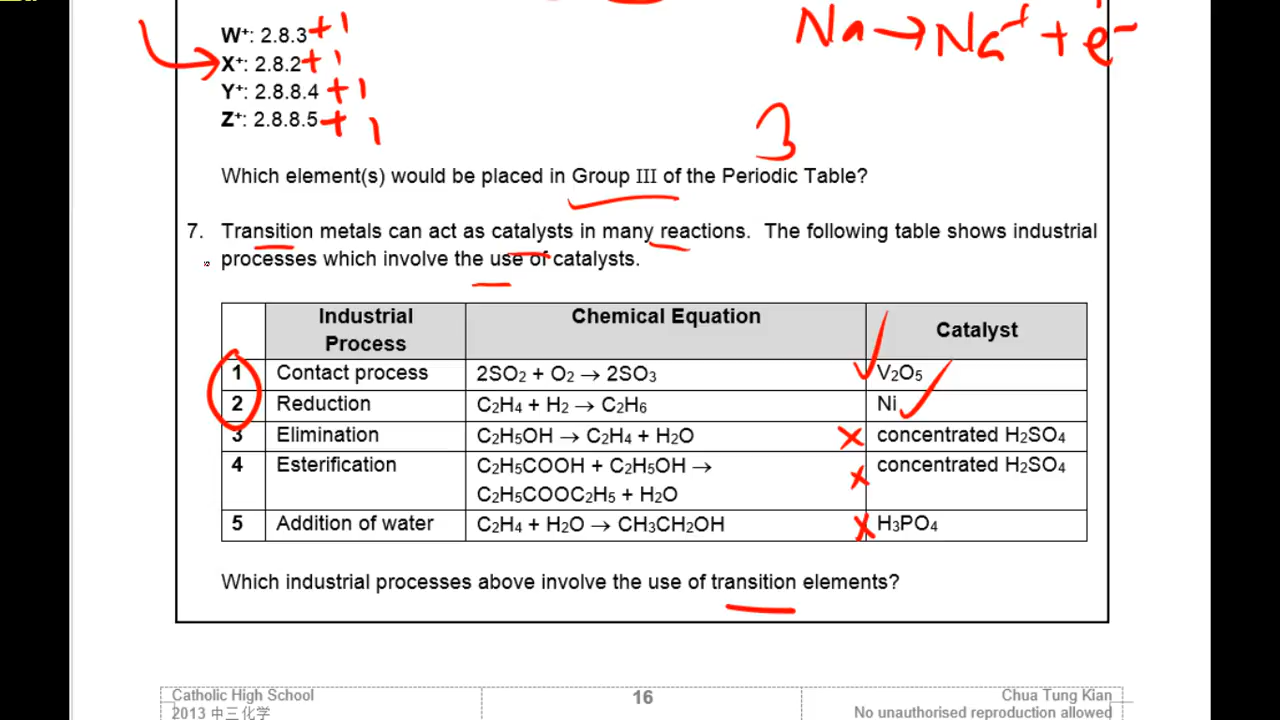 Na → Na⁺ + e⁻
W⁺: 2.8.3 +1
X⁺: 2.8.2 +1
Y⁺: 2.8.8.4 +1
Z⁺: 2.8.8.5 +1
3
Which element(s) would be placed in Group III of the Periodic Table?
7. Transition metals can act as catalysts in many reactions. The following table shows industrial
processes which involve the use of catalysts.
Industrial Process Chemical Equation Catalyst
1 Contact process 2SO₂ + O₂ → 2SO₃ V₂O₅
2 Reduction C₂H₄ + H₂ → C₂H₆ Ni
3 Elimination C₂H₅OH → C₂H₄ + H₂O concentrated H₂SO₄
4 Esterification C₂H₅COOH + C₂H₅OH → concentrated H₂SO₄
C₂H₅COOC₂H₅ + H₂O
5 Addition of water C₂H₄ + H₂O → CH₃CH₂OH H₃PO₄
Which industrial processes above involve the use of transition elements?
Catholic High School 16 Chua Tung Kian
2013 中三化学 No unauthorised reproduction allowed